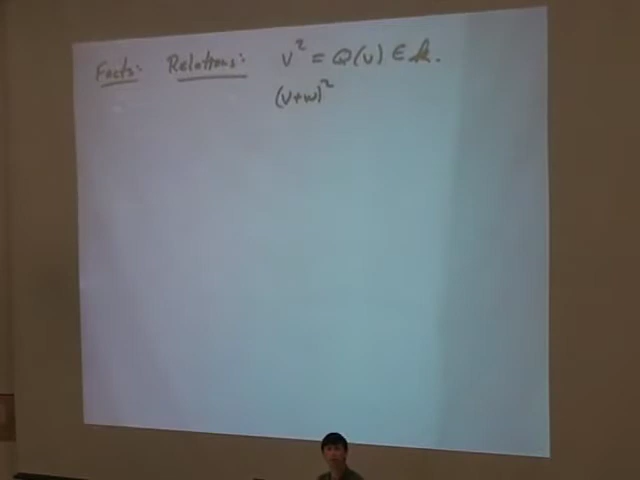 Facts: Relations: v² = Q(v) ∈ k.
(v+w)²